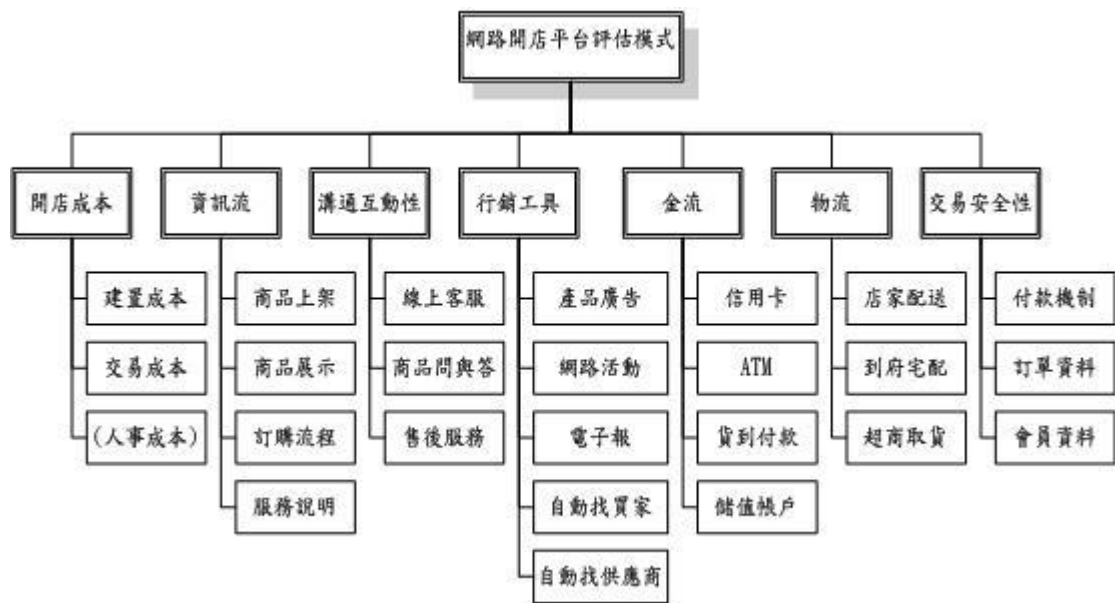 網路開店平台評估模式
開店成本
資訊流
溝通互動性
行銷工具
金流
物流
交易安全性
建置成本
商品上架
線上客服
產品廣告
信用卡
店家配送
付款機制
交易成本
商品展示
商品問與答
網路活動
ATM
到府宅配
訂單資料
(人事成本)
訂購流程
售後服務
電子報
貨到付款
超商取貨
會員資料
服務說明
自動找買家
儲值帳戶
自動找供應商